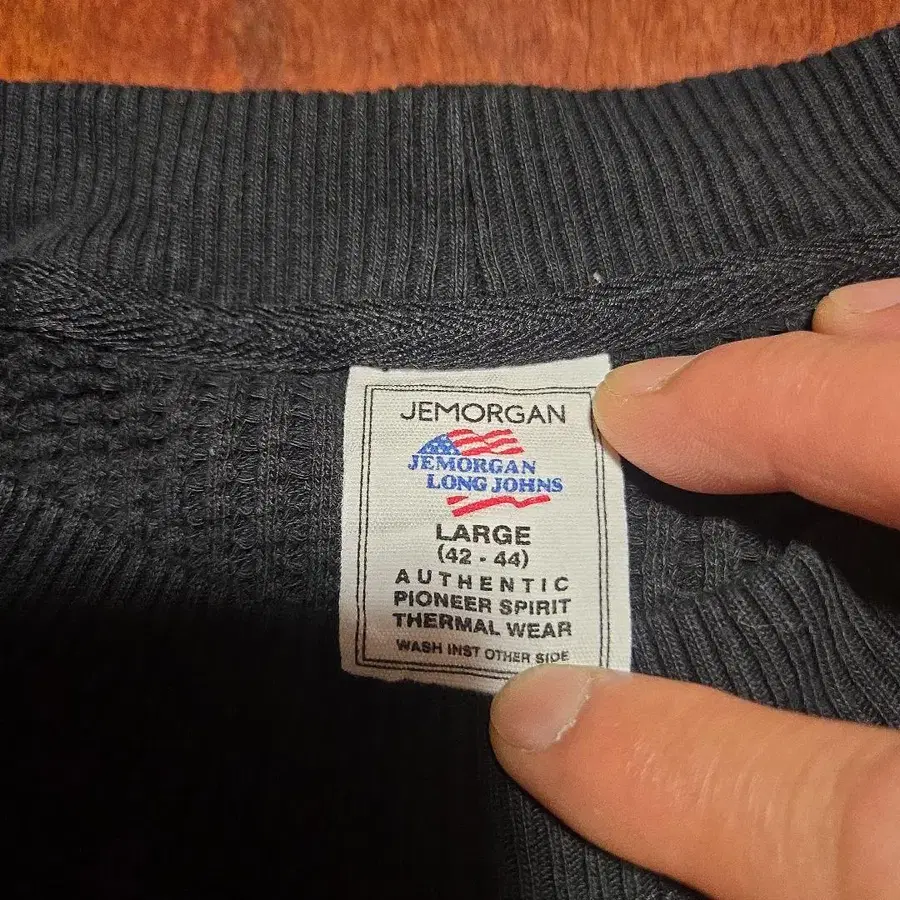 JEMORGAN
JEMORGAN
LONG JOHNS
LARGE
(42 - 44)
AUTHENTIC
PIONEER SPIRIT
THERMAL WEAR
WASH INST OTHER SIDE